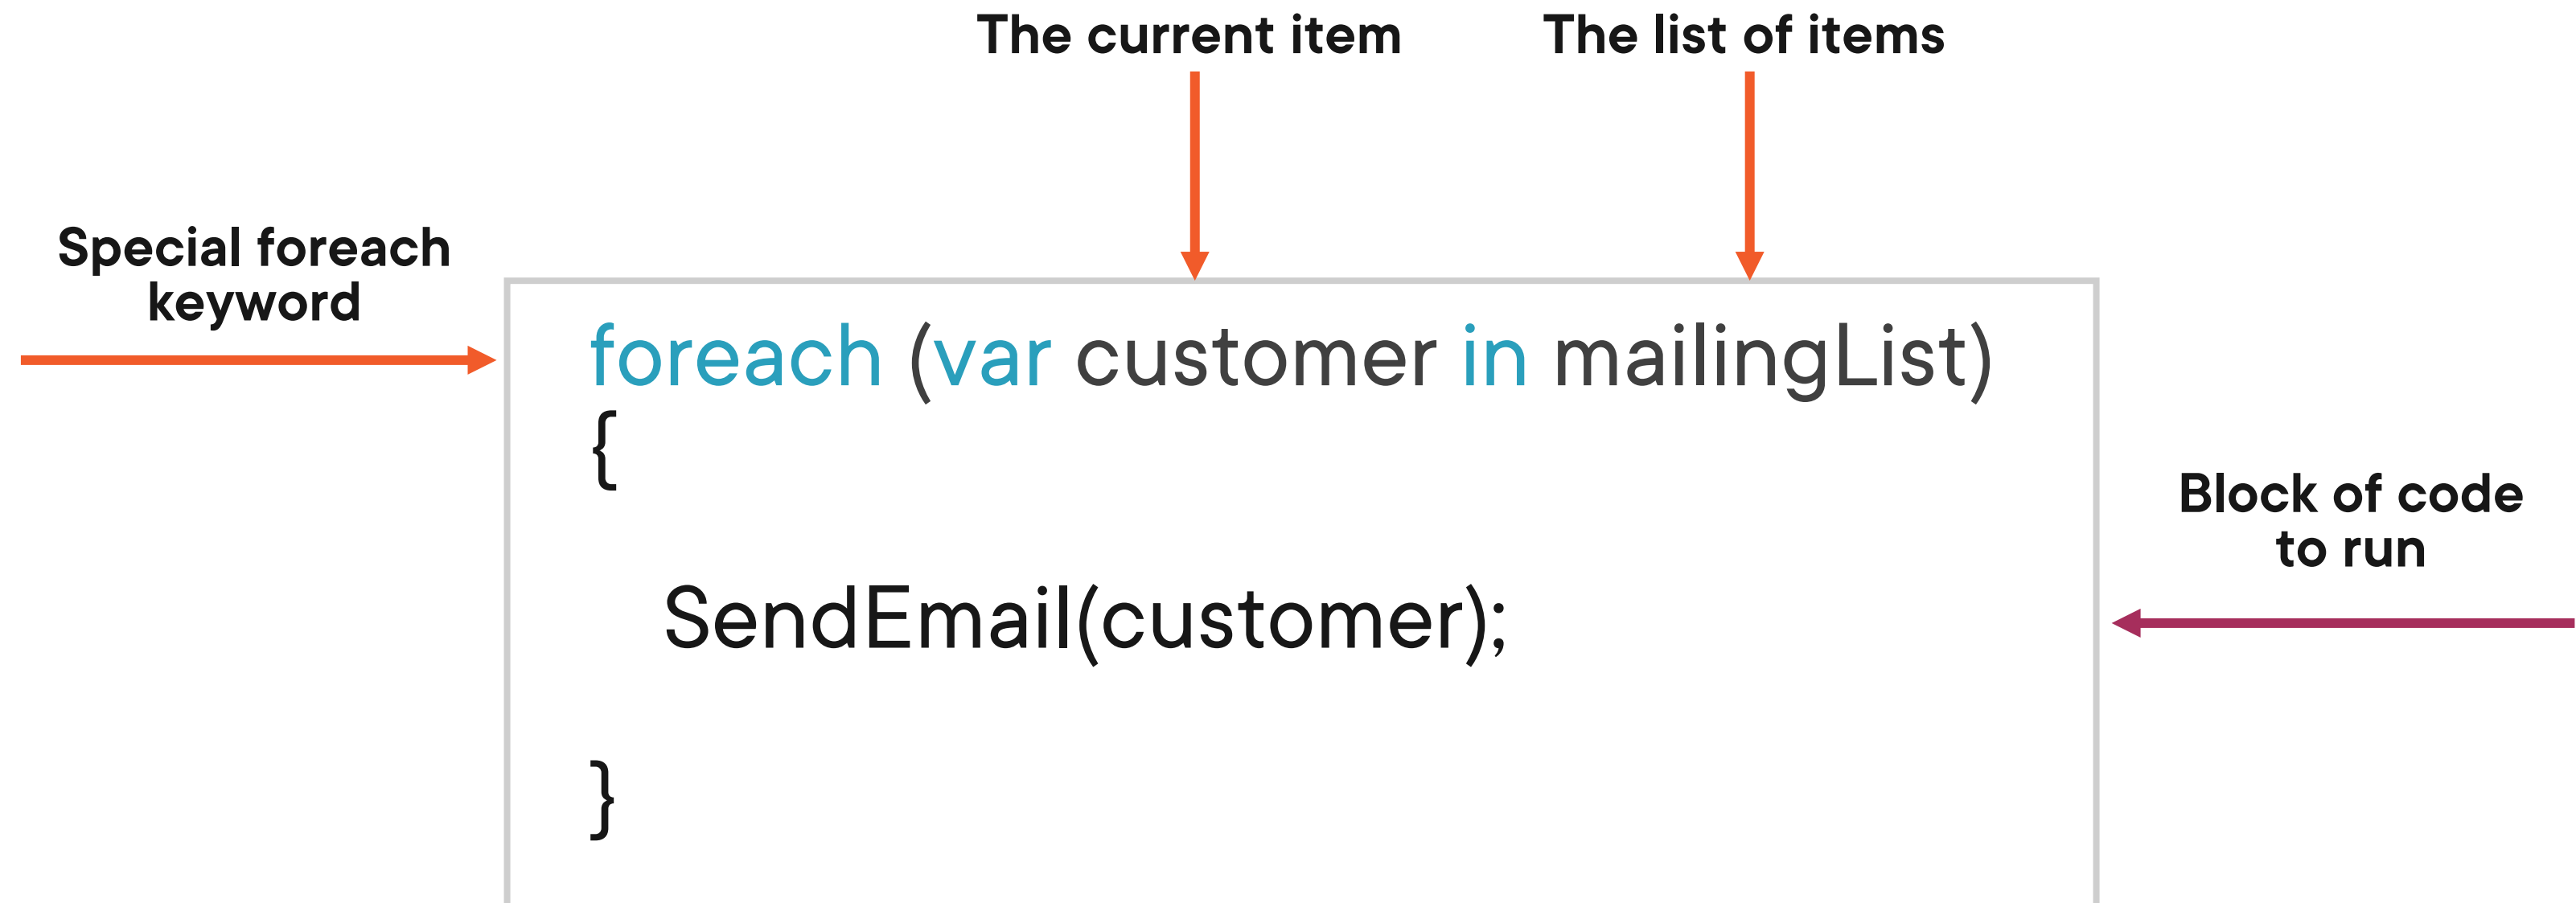 The current item
The list of items
Special foreach
keyword
foreach (var customer in mailingList)
{
Block of code
to run
SendEmail(customer);
}